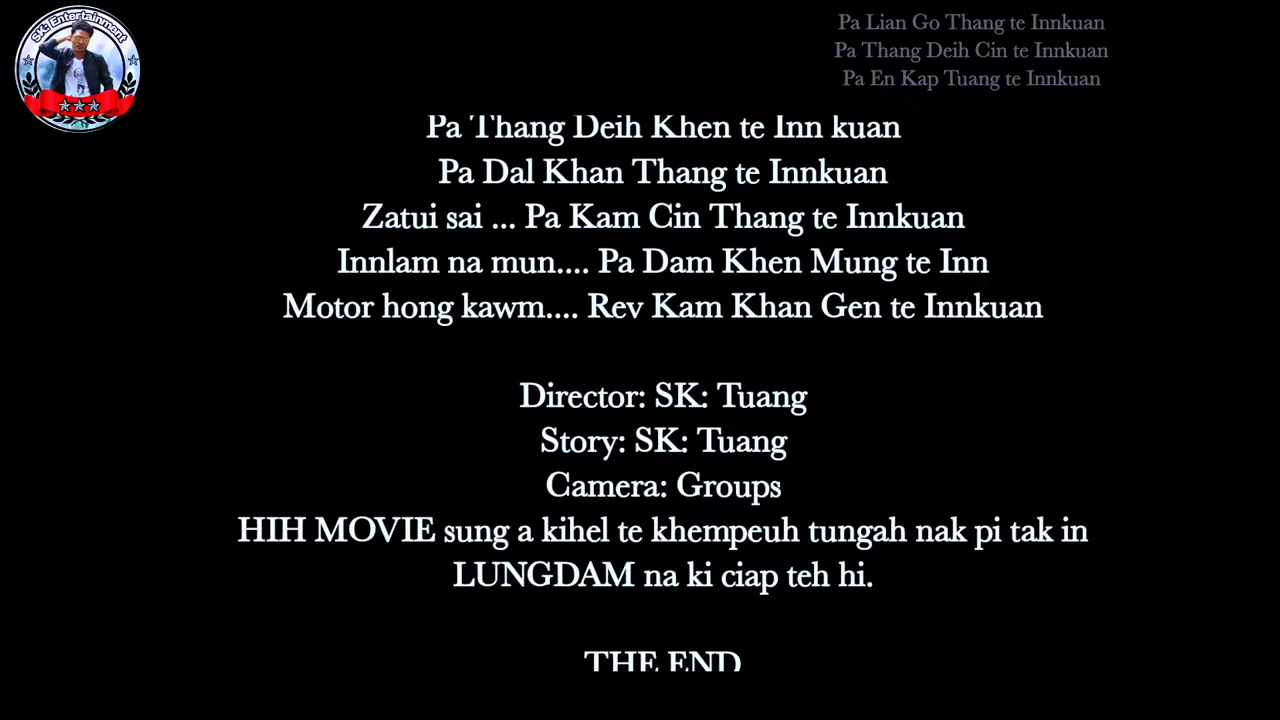 SK: Entertainment
Pa Lian Go Thang te Innkuan
Pa Thang Deih Cin te Innkuan
Pa En Kap Tuang te Innkuan
Pa Thang Deih Khen te Inn kuan
Pa Dal Khan Thang te Innkuan
Zatui sai ... Pa Kam Cin Thang te Innkuan
Innlam na mun.... Pa Dam Khen Mung te Inn
Motor hong kawm.... Rev Kam Khan Gen te Innkuan
Director: SK: Tuang
Story: SK: Tuang
Camera: Groups
HIH MOVIE sung a kihel te khempeuh tungah nak pi tak in
LUNGDAM na ki ciap teh hi.
THE END